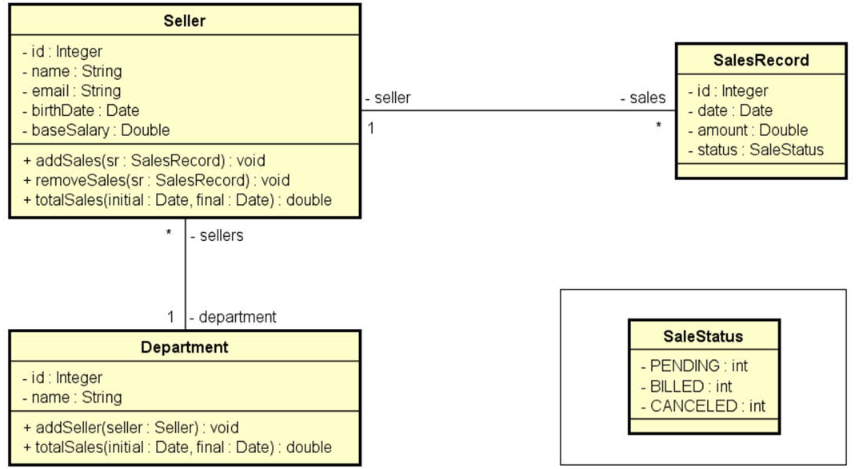 Seller
- id : Integer
- name : String
- email : String
- birthDate : Date
- baseSalary : Double
+ addSales(sr : SalesRecord) : void
+ removeSales(sr : SalesRecord) : void
+ totalSales(initial : Date, final : Date) : double
- seller
1
- sales
*
SalesRecord
- id : Integer
- date : Date
- amount : Double
- status : SaleStatus
* - sellers
1 - department
Department
- id : Integer
- name : String
+ addSeller(seller : Seller) : void
+ totalSales(initial : Date, final : Date) : double
SaleStatus
- PENDING : int
- BILLED : int
- CANCELED : int